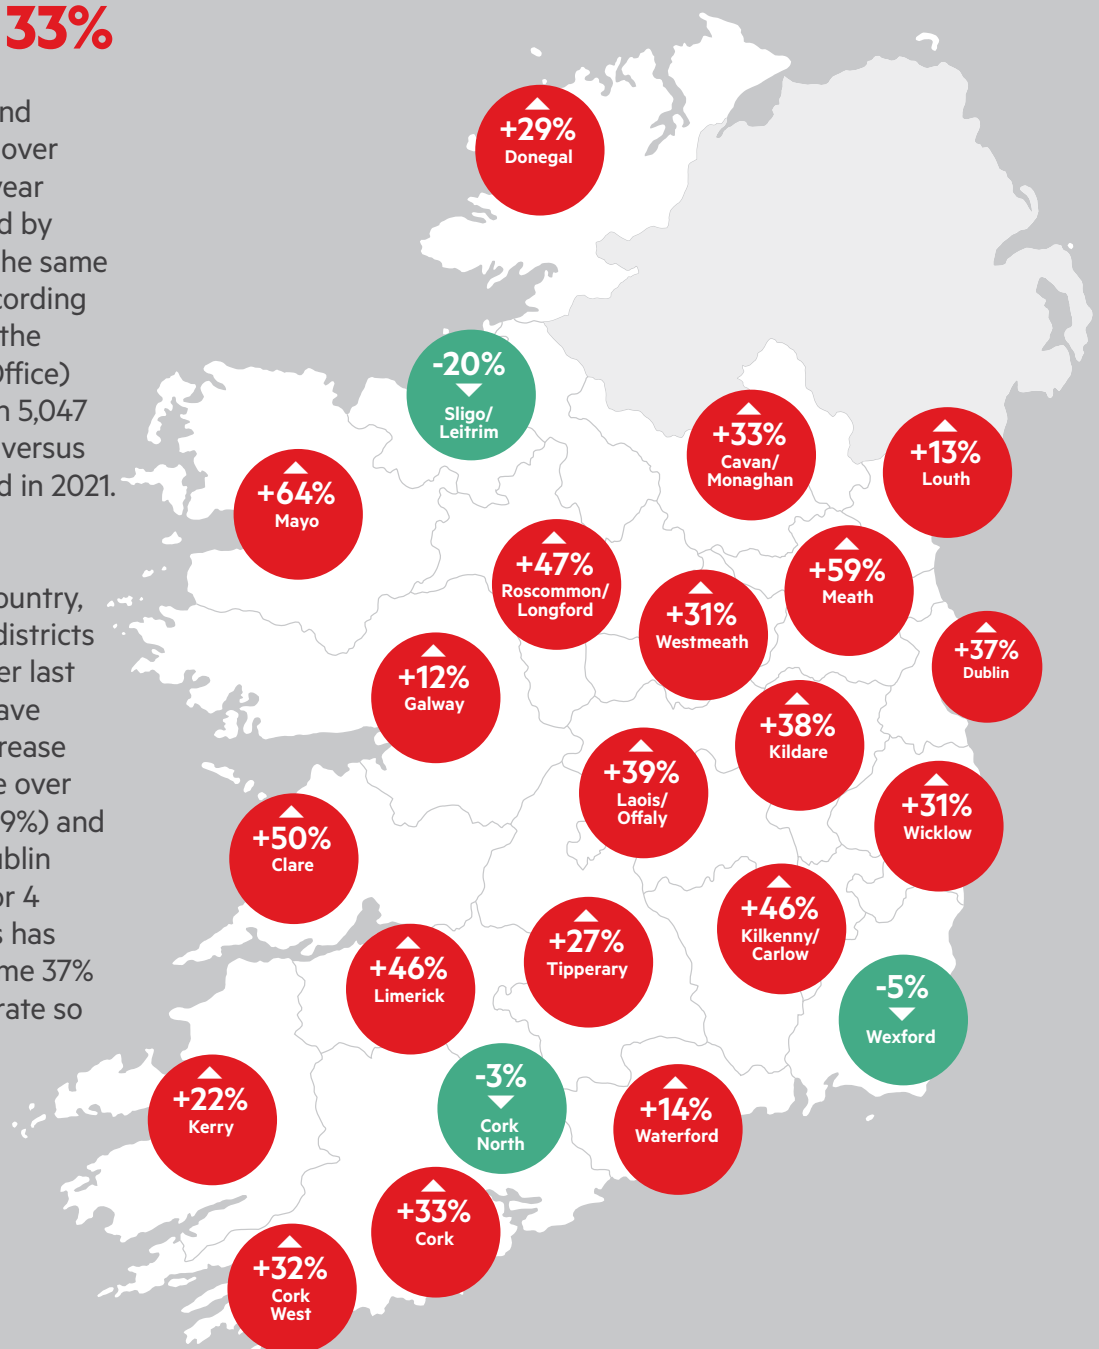 33%
nd
over
year
d by
he same
cording
the
Office)
n 5,047
versus
d in 2021.
ountry,
districts
er last
ave
rease
e over
9%) and
ublin
or 4
s has
me 37%
rate so
+29%
Donegal
-20%
Sligo/
Leitrim
+33%
Cavan/
Monaghan
+13%
Louth
+64%
Mayo
+47%
Roscommon/
Longford
+31%
Westmeath
+59%
Meath
+37%
Dublin
+12%
Galway
+38%
Kildare
+39%
Laois/
Offaly
+31%
Wicklow
+50%
Clare
+46%
Kilkenny/
Carlow
+27%
Tipperary
+46%
Limerick
-5%
Wexford
-3%
Cork
North
+22%
Kerry
+14%
Waterford
+33%
Cork
+32%
Cork
West